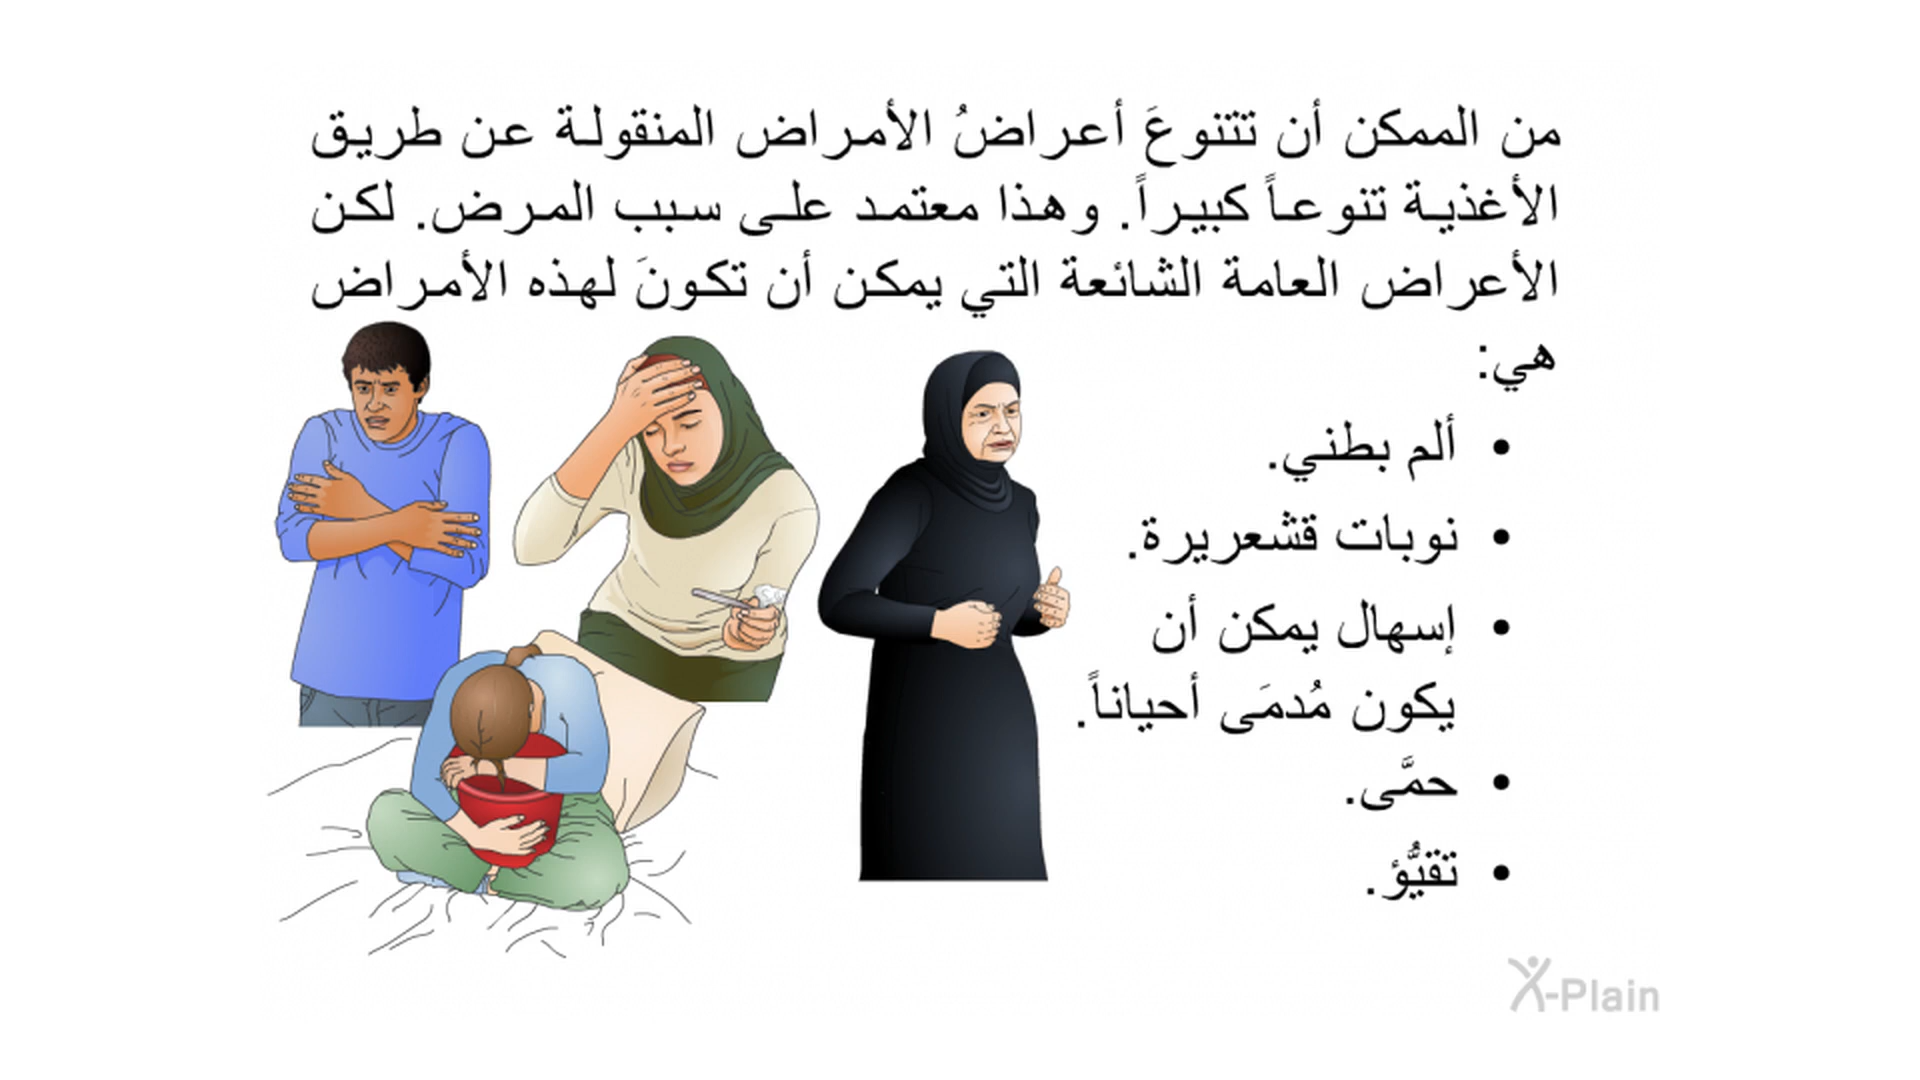 من الممكن أن تتنوعَ أعراضُ الأمراض المنقولة عن طريق
الأغذية تنوعاً كبيراً. وهذا معتمد على سبب المرض. لكن
الأعراض العامة الشائعة التي يمكن أن تكونَ لهذه الأمراض
هي:
• ألم بطني.
• نوبات قشعريرة.
• إسهال يمكن أن
يكون مُدمَى أحياناً.
• حمَّى.
• تقيُّؤ.
X-Plain